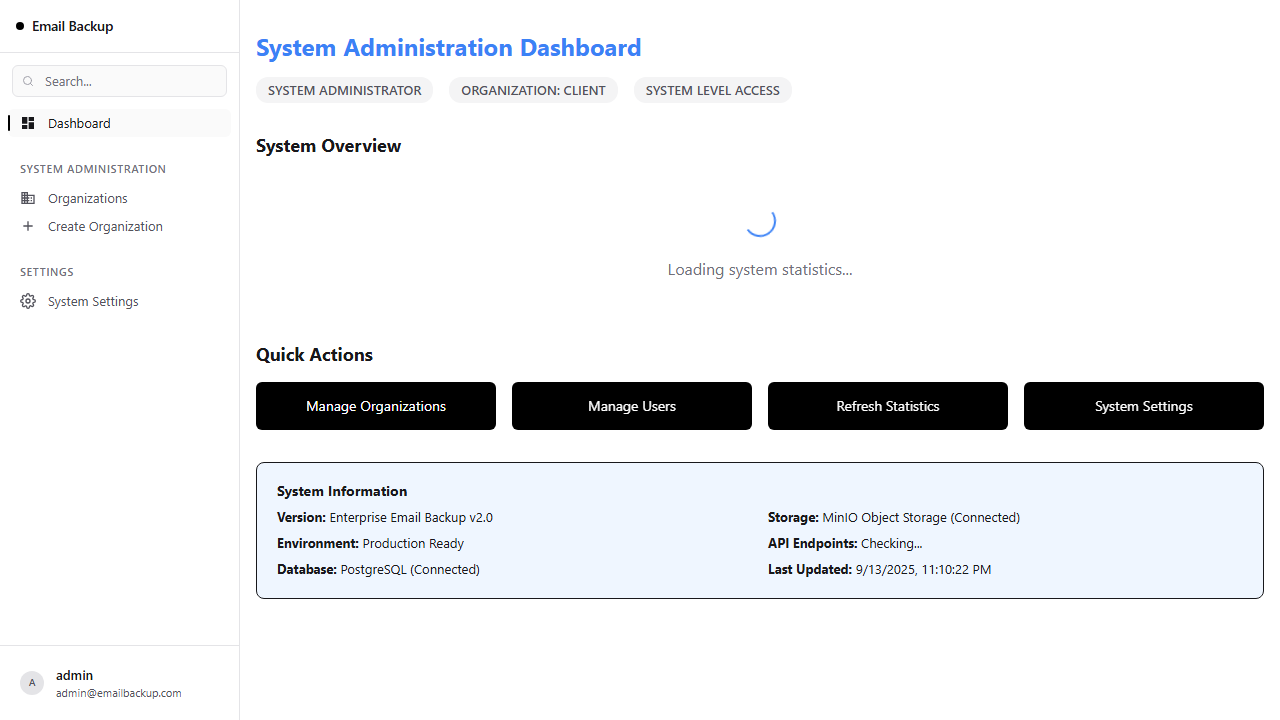 Email Backup
Search...
Dashboard
SYSTEM ADMINISTRATION
Organizations
Create Organization
SETTINGS
System Settings
A
admin
admin@emailbackup.com
System Administration Dashboard
SYSTEM ADMINISTRATOR
ORGANIZATION: CLIENT
SYSTEM LEVEL ACCESS
System Overview
Loading system statistics...
Quick Actions
Manage Organizations
Manage Users
Refresh Statistics
System Settings
System Information
Version: Enterprise Email Backup v2.0
Environment: Production Ready
Database: PostgreSQL (Connected)
Storage: MinIO Object Storage (Connected)
API Endpoints: Checking...
Last Updated: 9/13/2025, 11:10:22 PM